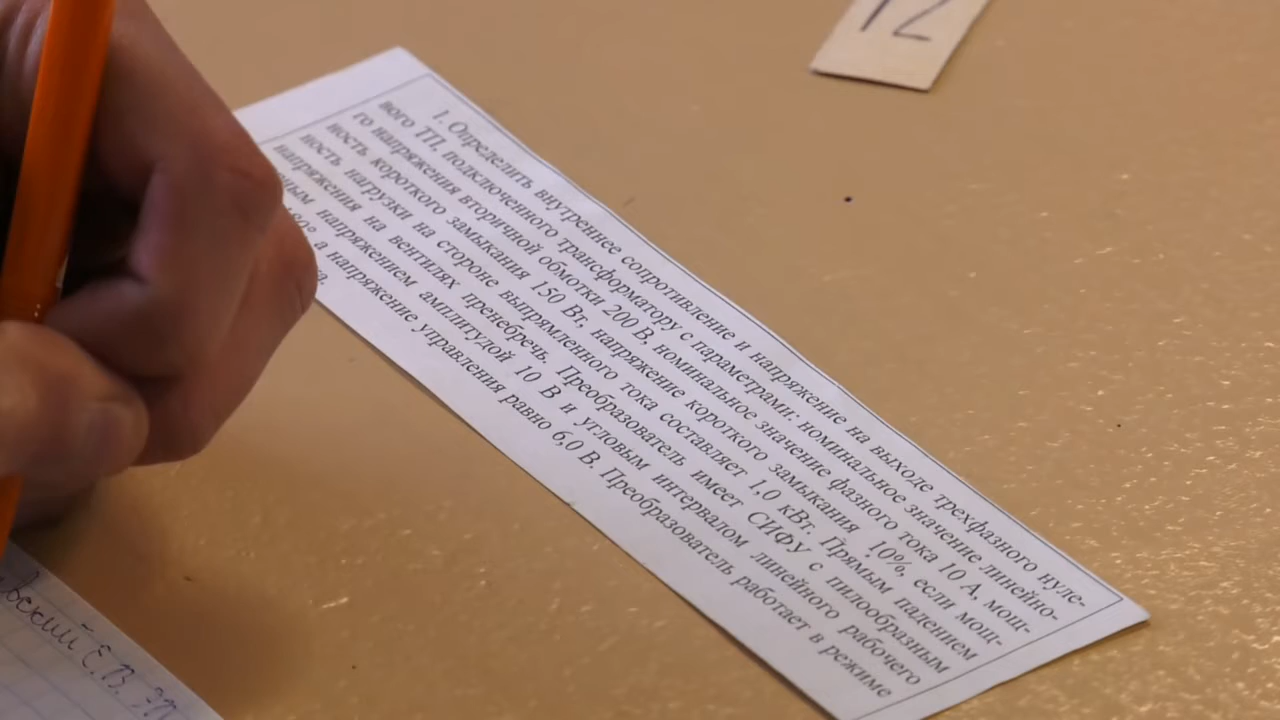 12
1. Определить внутреннее сопротивление и напряжение на выходе трехфазного нуле-
вого ТП, подключенного трансформатору с параметрами: номинальное значение линейно-
го напряжения вторичной обмотки 200 В, номинальное значение фазного тока 10 А, мощ-
ность короткого замыкания 150 Вт, напряжение короткого замыкания 10%, если мощ-
ность нагрузки на стороне выпрямленного тока составляет 1,0 кВт. Прямым падением
напряжения на вентилях пренебречь. Преобразователь имеет СИФУ с пилообразным
напряжением амплитудой 10 В и угловым интервалом линейного рабочего
180° а напряжение управления равно 6,0 В. Преобразователь работает в режиме
Е.В.